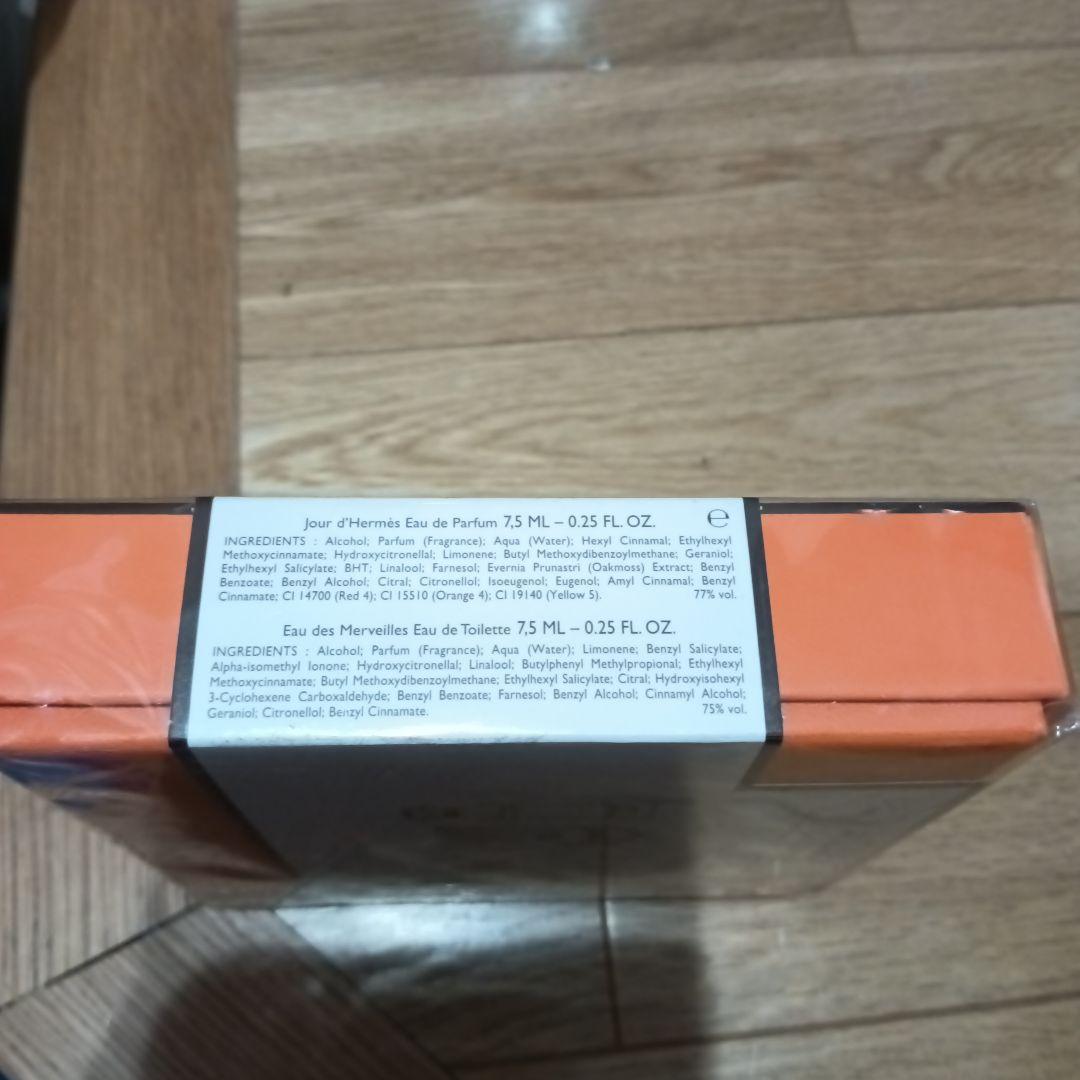 Jour d'Hermès Eau de Parfum 7,5 ML – 0.25 FL. OZ. ℮
INGREDIENTS : Alcohol; Parfum (Fragrance); Aqua (Water); Hexyl Cinnamal; Ethylhexyl
Methoxycinnamate; Hydroxycitronellal; Limonene; Butyl Methoxydibenzoylmethane; Geraniol;
Ethylhexyl Salicylate; BHT; Linalool; Farnesol; Evernia Prunastri (Oakmoss) Extract; Benzyl
Benzoate; Benzyl Alcohol; Citral; Citronellol; Isoeugenol; Eugenol; Amyl Cinnamal; Benzyl
Cinnamate; CI 14700 (Red 4); CI 15510 (Orange 4); CI 19140 (Yellow 5). 77% vol.
Eau des Merveilles Eau de Toilette 7,5 ML – 0.25 FL. OZ.
INGREDIENTS : Alcohol; Parfum (Fragrance); Aqua (Water); Limonene; Benzyl Salicylate;
Alpha-isomethyl Ionone; Hydroxycitronellal; Linalool; Butylphenyl Methylpropional; Ethylhexyl
Methoxycinnamate; Butyl Methoxydibenzoylmethane; Ethylhexyl Salicylate; Citral; Hydroxyisohexyl
3-Cyclohexene Carboxaldehyde; Benzyl Benzoate; Farnesol; Benzyl Alcohol; Cinnamyl Alcohol;
Geraniol; Citronellol; Benzyl Cinnamate. 75% vol.